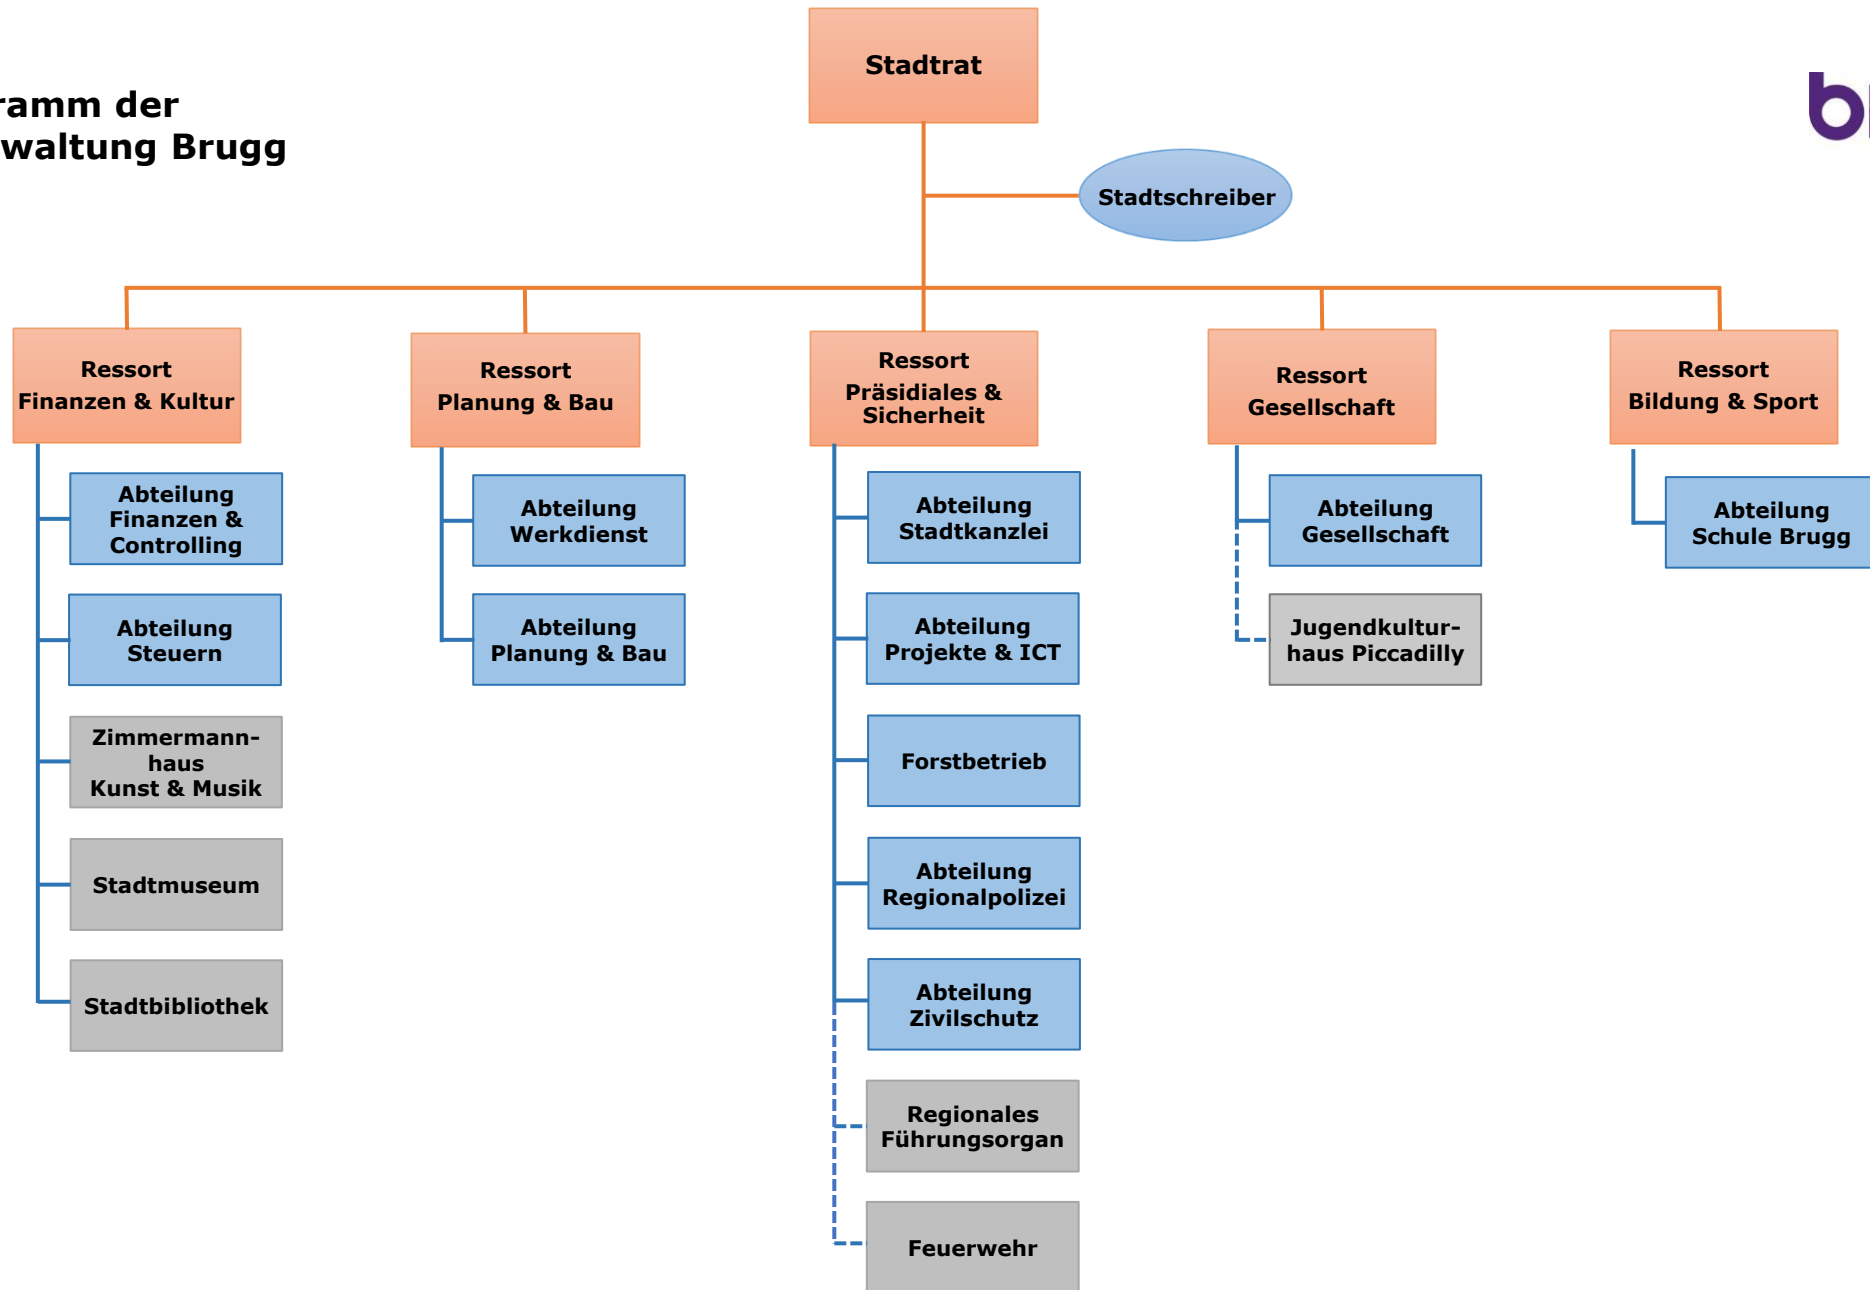 Stadtrat
ramm der
waltung Brugg
Stadtschreiber
Ressort
Finanzen & Kultur
Ressort
Planung & Bau
Ressort
Präsidiales &
Sicherheit
Ressort
Gesellschaft
Ressort
Bildung & Sport
Abteilung
Finanzen &
Controlling
Abteilung
Steuern
Zimmermann-
haus
Kunst & Musik
Stadtmuseum
Stadtbibliothek
Abteilung
Werkdienst
Abteilung
Planung & Bau
Abteilung
Stadtkanzlei
Abteilung
Projekte & ICT
Forstbetrieb
Abteilung
Regionalpolizei
Abteilung
Zivilschutz
Regionales
Führungsorgan
Feuerwehr
Abteilung
Gesellschaft
Jugendkultur-
haus Piccadilly
Abteilung
Schule Brugg